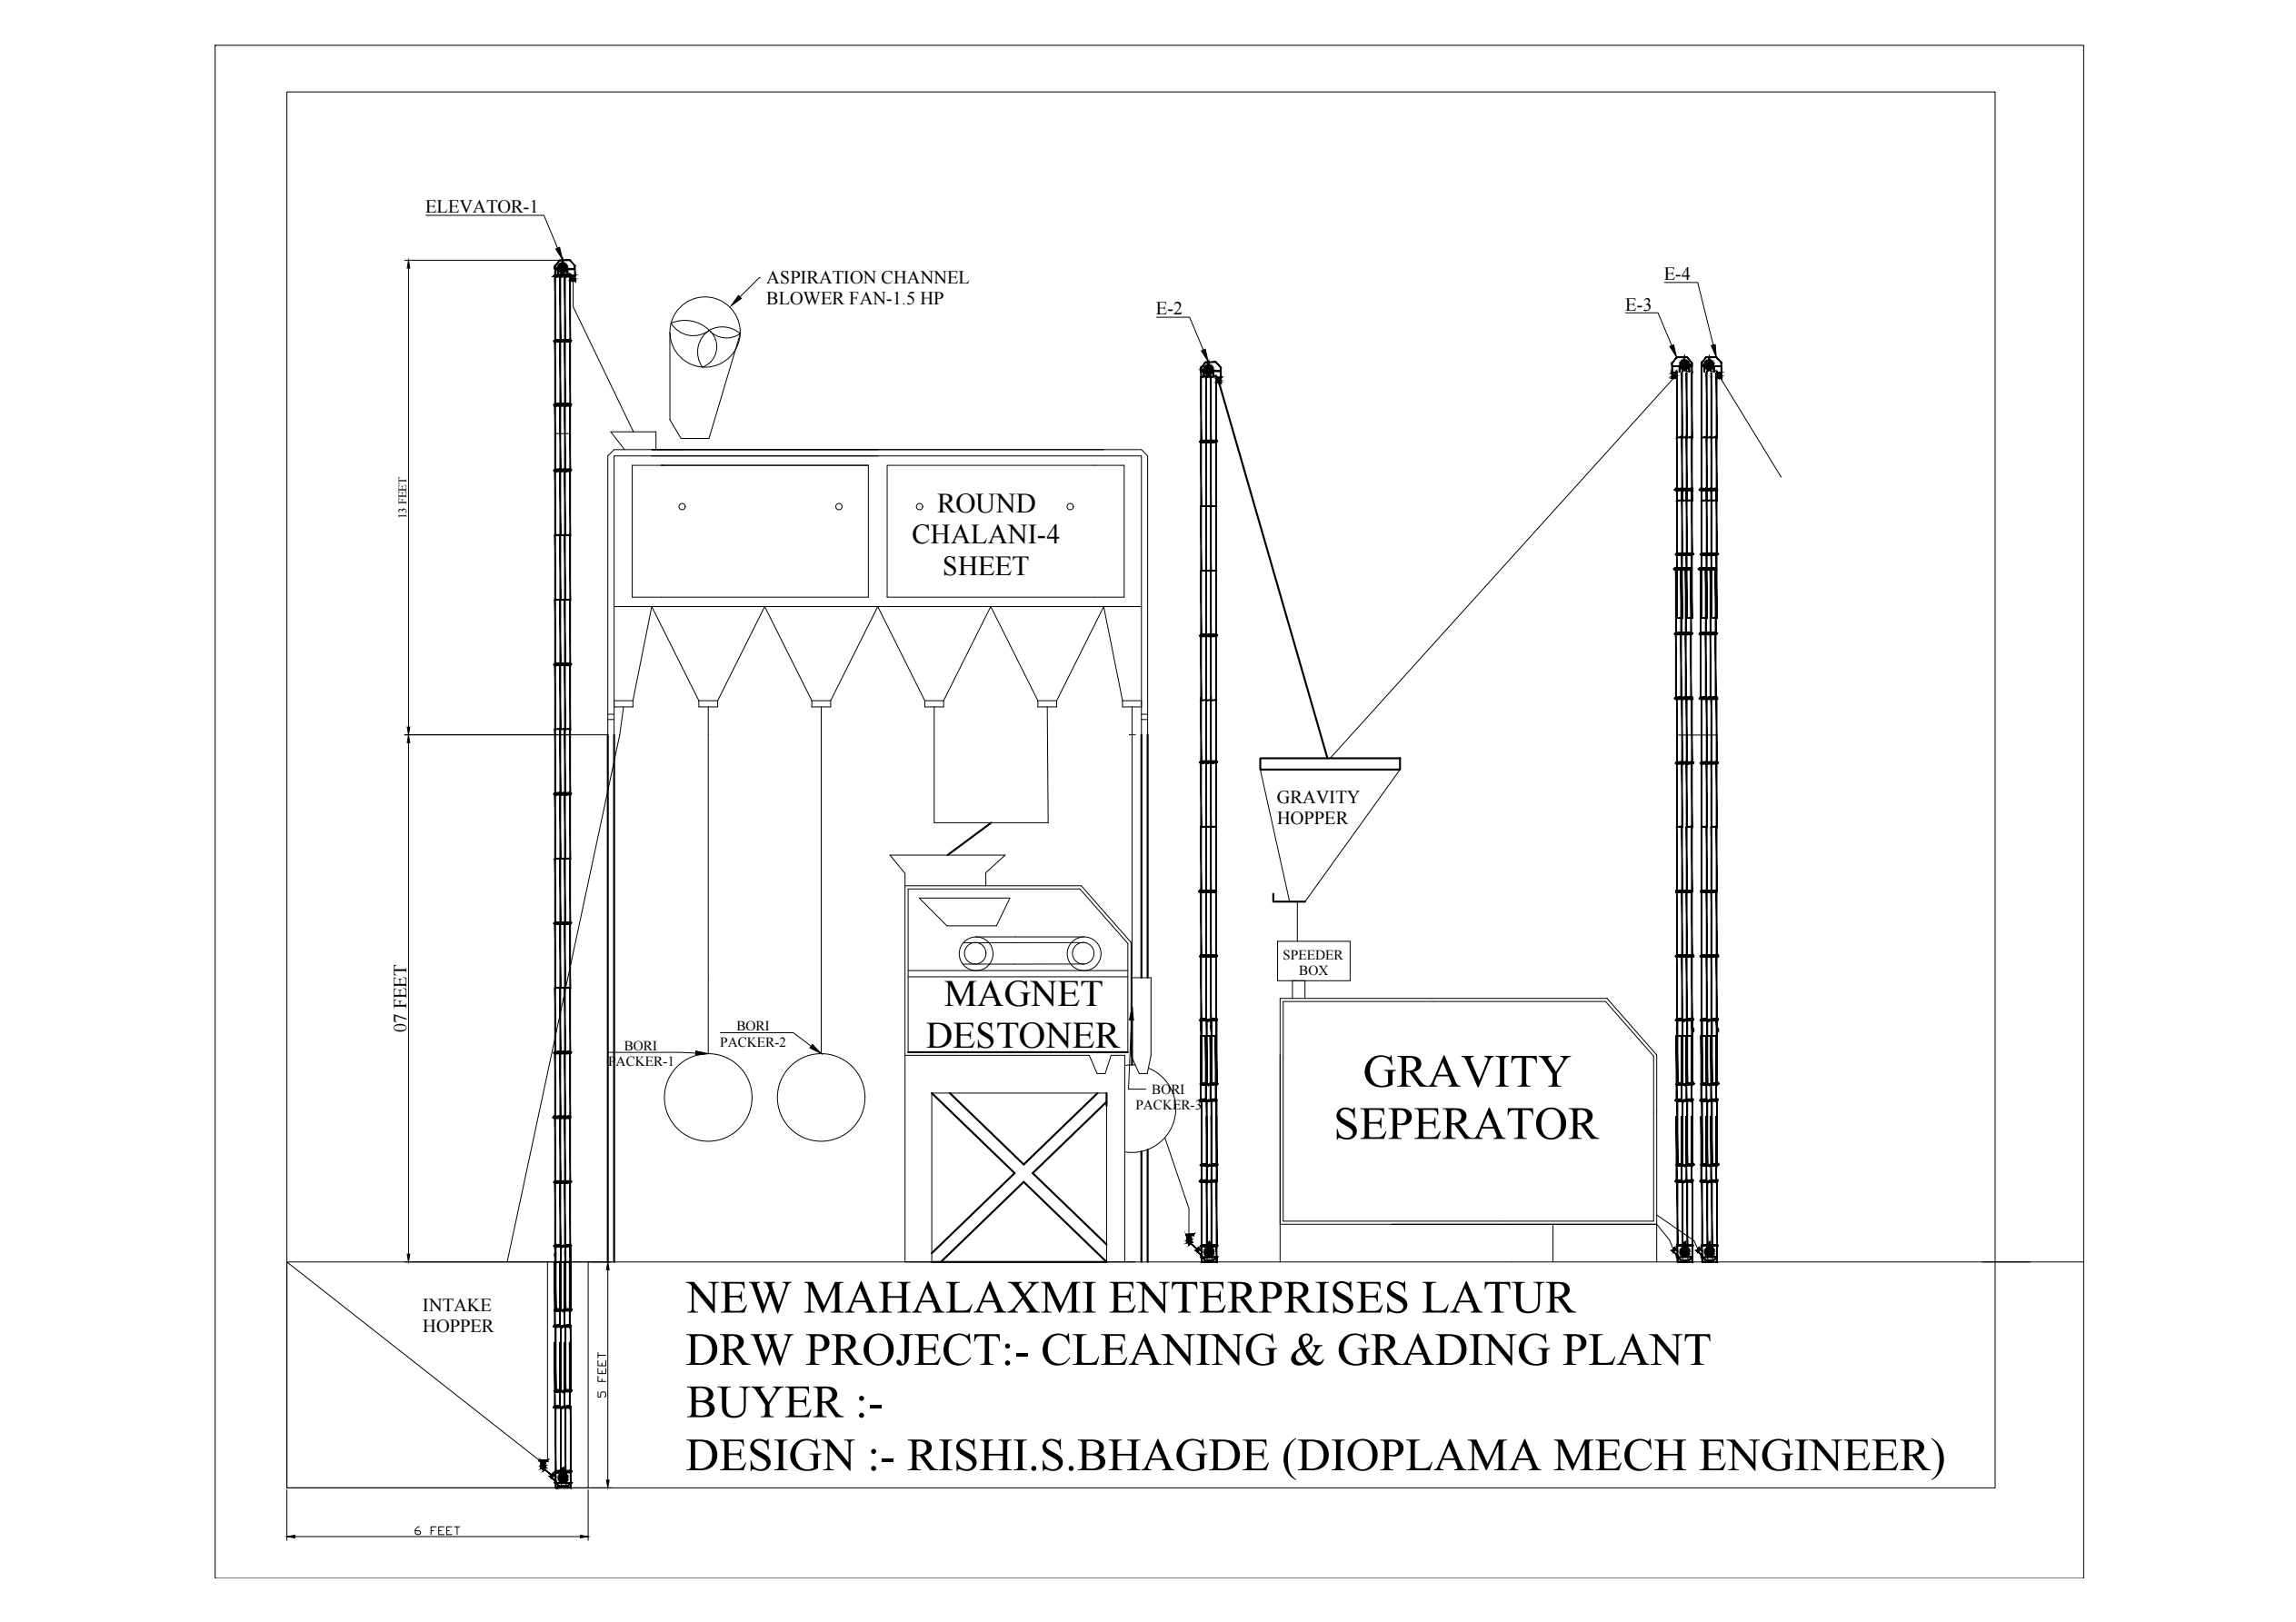 ELEVATOR-1
ASPIRATION CHANNEL
BLOWER FAN-1.5 HP
E-2
E-4
E-3
13 FEET
ROUND
CHALANI-4
SHEET
GRAVITY
HOPPER
SPEEDER
BOX
07 FEET
MAGNET
DESTONER
BORI
PACKER-1
BORI
PACKER-2
BORI
PACKER-3
GRAVITY
SEPERATOR
INTAKE
HOPPER
5 FEET
6 FEET
NEW MAHALAXMI ENTERPRISES LATUR
DRW PROJECT:- CLEANING & GRADING PLANT
BUYER :-
DESIGN :- RISHI.S.BHAGDE (DIOPLAMA MECH ENGINEER)